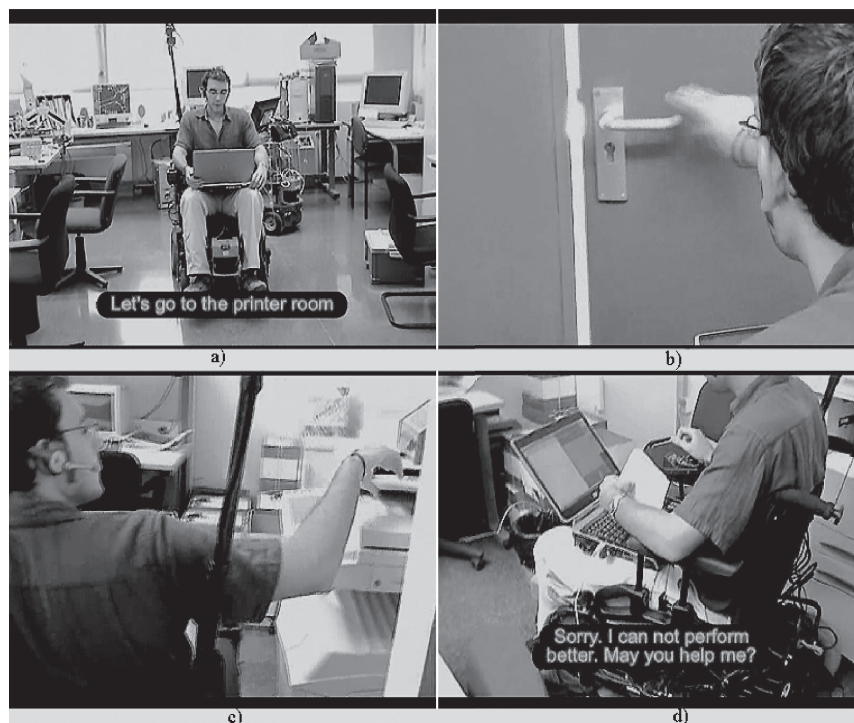 Let's go to the printer room
a)
b)
c)
Sorry. I can not perform
better. May you help me?
d)